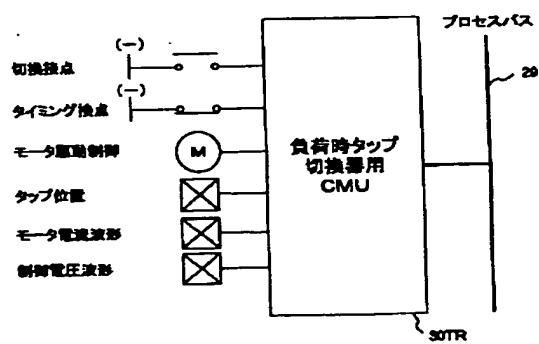 プロセスバス
29
(−)
切換接点
(−)
タイミング接点
モータ駆動制御
M
タップ位置
モータ電流波形
制御電圧波形
負荷時タップ
切換器用
CMU
30TR